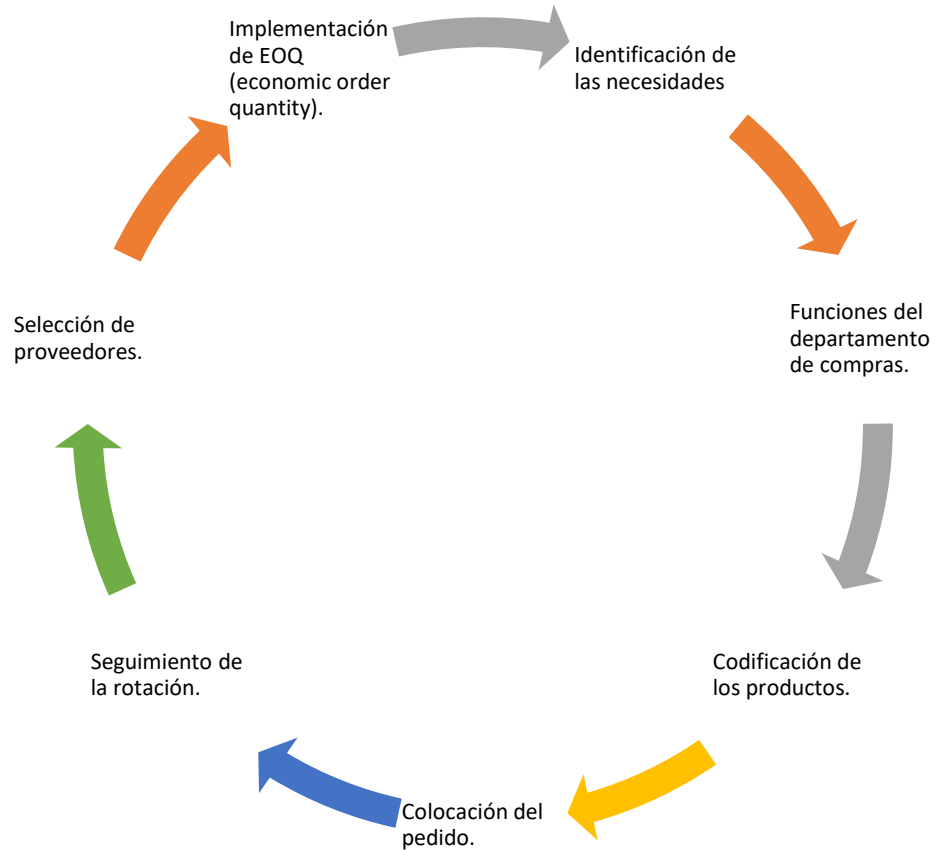 Implementación
de EOQ
(economic order
quantity).
Identificación de
las necesidades
Funciones del
departamento
de compras.
Codificación de
los productos.
Colocación del
pedido.
Seguimiento de
la rotación.
Selección de
proveedores.